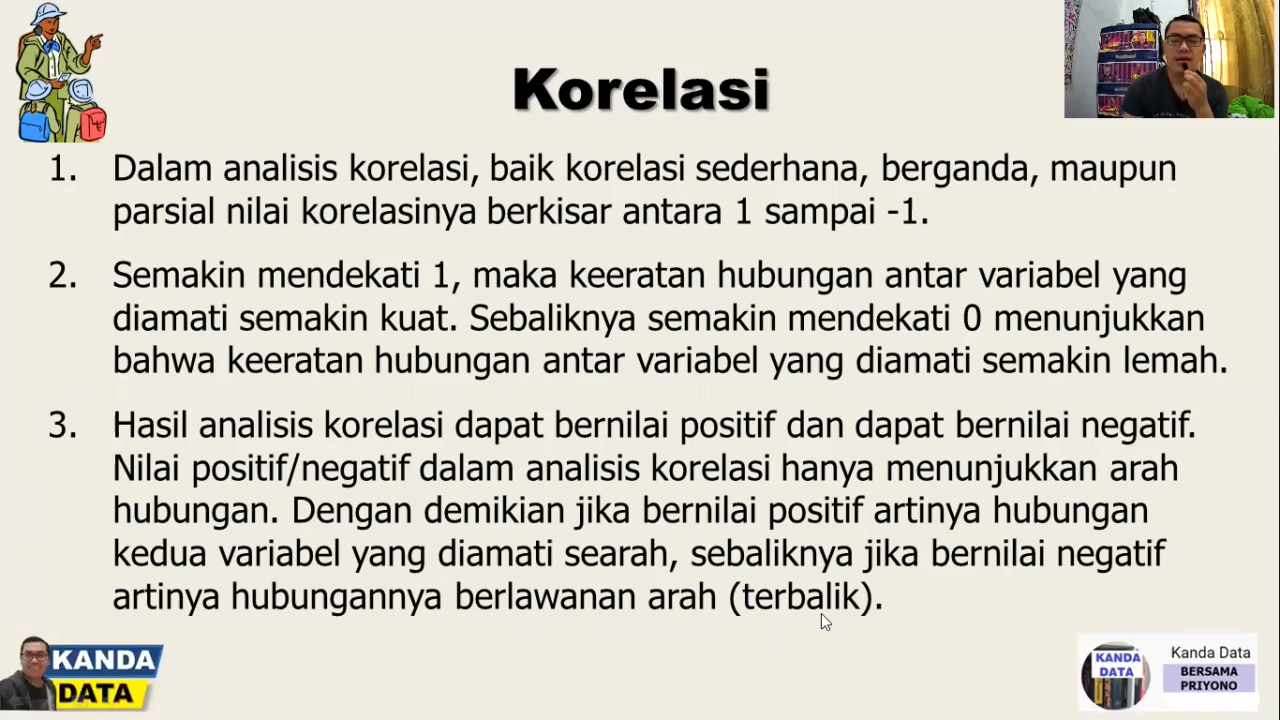 Korelasi
1. Dalam analisis korelasi, baik korelasi sederhana, berganda, maupun
parsial nilai korelasinya berkisar antara 1 sampai -1.
2. Semakin mendekati 1, maka keeratan hubungan antar variabel yang
diamati semakin kuat. Sebaliknya semakin mendekati 0 menunjukkan
bahwa keeratan hubungan antar variabel yang diamati semakin lemah.
3. Hasil analisis korelasi dapat bernilai positif dan dapat bernilai negatif.
Nilai positif/negatif dalam analisis korelasi hanya menunjukkan arah
hubungan. Dengan demikian jika bernilai positif artinya hubungan
kedua variabel yang diamati searah, sebaliknya jika bernilai negatif
artinya hubungannya berlawanan arah (terbalik).
KANDA
DATA
KANDA
DATA
Kanda Data
BERSAMA
PRIYONO